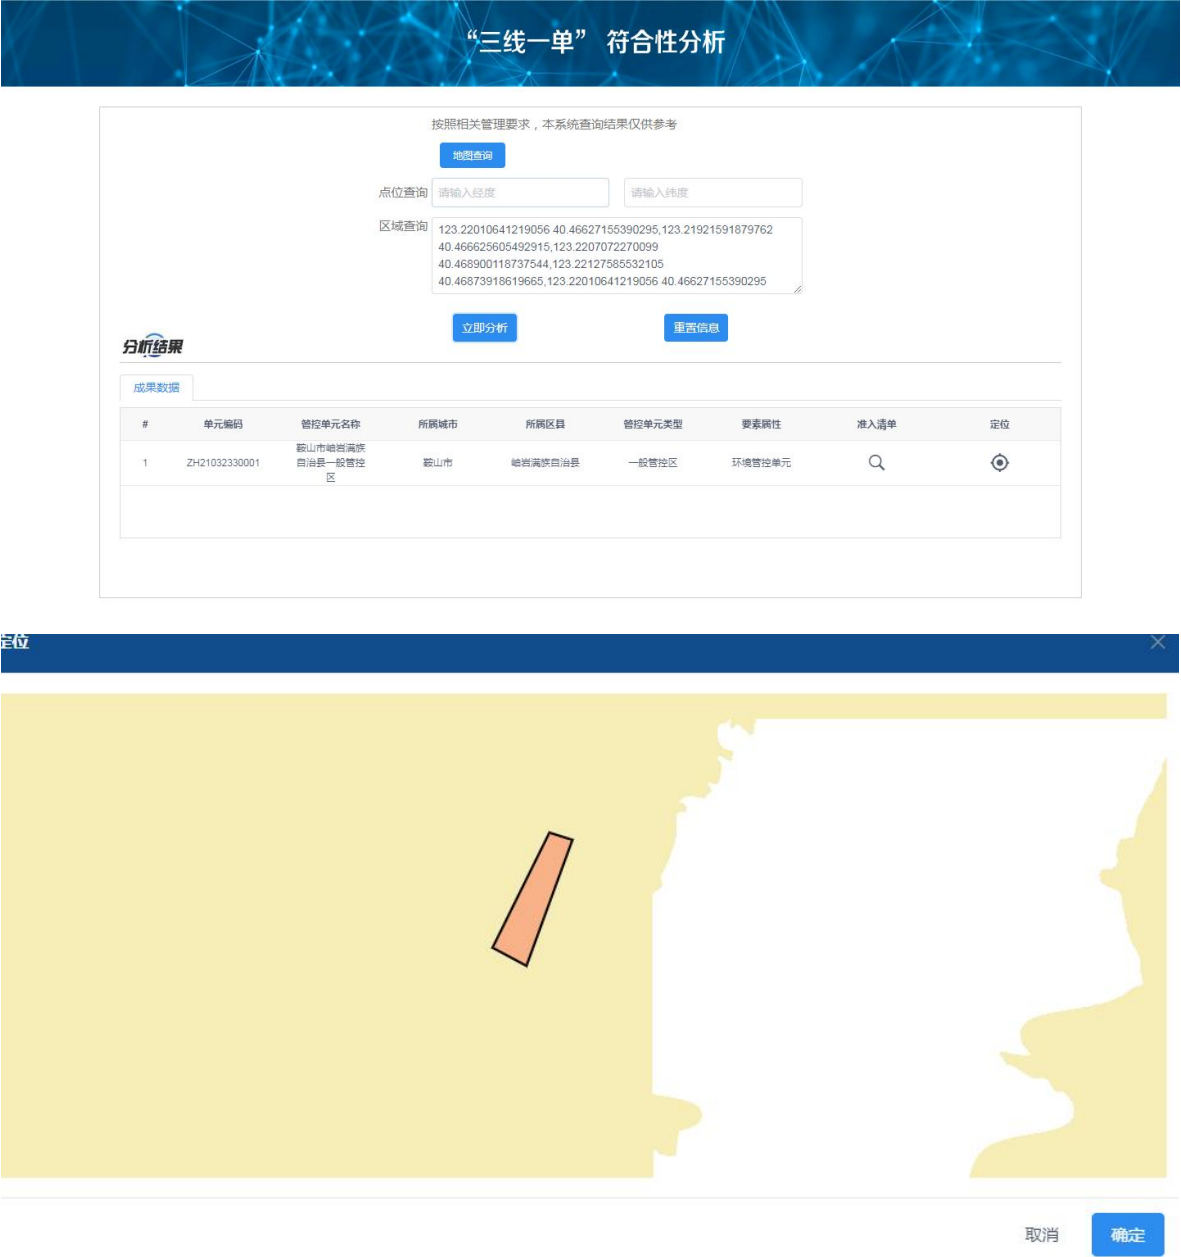 “三线一单” 符合性分析
按照相关管理要求，本系统查询结果仅供参考
地图查询
点位查询 请输入经度 请输入纬度
区域查询 123.22010641219056 40.46627155390295,123.21921591879762
40.466625605492915,123.2207072270099
40.468900118737544,123.22127585532105
40.46873918619665,123.22010641219056 40.46627155390295
立即分析 重置信息
分析结果
成果数据
# 单元编码 管控单元名称 所属城市 所属区县 管控单元类型 要素属性 准入清单 定位
鞍山市岫岩满族
1 ZH21032330001 自治县一般管控 鞍山市 岫岩满族自治县 一般管控区 环境管控单元
区
定位
取消 确定